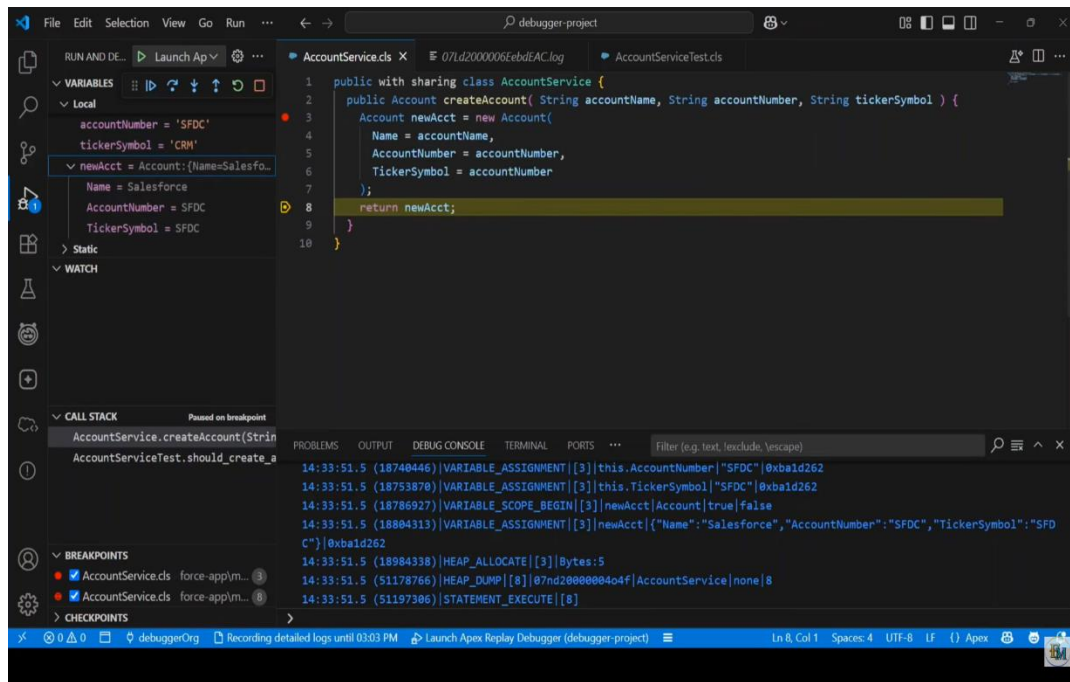 File Edit Selection View Go Run ··· debugger-project
RUN AND DE... Launch Ap
AccountService.cls 07Ld2000006EebdEAC.log AccountServiceTest.cls
VARIABLES
Local
accountNumber = 'SFDC'
tickerSymbol = 'CRM'
newAcct = Account:{Name=Salesfo...
Name = Salesforce
AccountNumber = SFDC
TickerSymbol = SFDC
Static
WATCH
1 public with sharing class AccountService {
2 public Account createAccount( String accountName, String accountNumber, String tickerSymbol ) {
3 Account newAcct = new Account(
4 Name = accountName,
5 AccountNumber = accountNumber,
6 TickerSymbol = accountNumber
7 );
8 return newAcct;
9 }
10 }
CALL STACK Paused on breakpoint
AccountService.createAccount(Strin
AccountServiceTest.should_create_a
BREAKPOINTS
AccountService.cls force-app\m... 3
AccountService.cls force-app\m... 8
CHECKPOINTS
PROBLEMS OUTPUT DEBUG CONSOLE TERMINAL PORTS ··· Filter (e.g. text, !exclude, \escape)
14:33:51.5 (18740446)|VARIABLE_ASSIGNMENT|[3]|this.AccountNumber|"SFDC"|0xba1d262
14:33:51.5 (18753870)|VARIABLE_ASSIGNMENT|[3]|this.TickerSymbol|"SFDC"|0xba1d262
14:33:51.5 (18786927)|VARIABLE_SCOPE_BEGIN|[3]|newAcct|Account|true|false
14:33:51.5 (18804313)|VARIABLE_ASSIGNMENT|[3]|newAcct|{"Name":"Salesforce","AccountNumber":"SFDC","TickerSymbol":"SFD
C"}|0xba1d262
14:33:51.5 (18984338)|HEAP_ALLOCATE|[3]|Bytes:5
14:33:51.5 (51178766)|HEAP_DUMP|[8]|07nd20000004o4f|AccountService|none|8
14:33:51.5 (51197306)|STATEMENT_EXECUTE|[8]
0 0 0 debuggerOrg Recording detailed logs until 03:03 PM Launch Apex Replay Debugger (debugger-project) Ln 8, Col 1 Spaces: 4 UTF-8 LF {} Apex